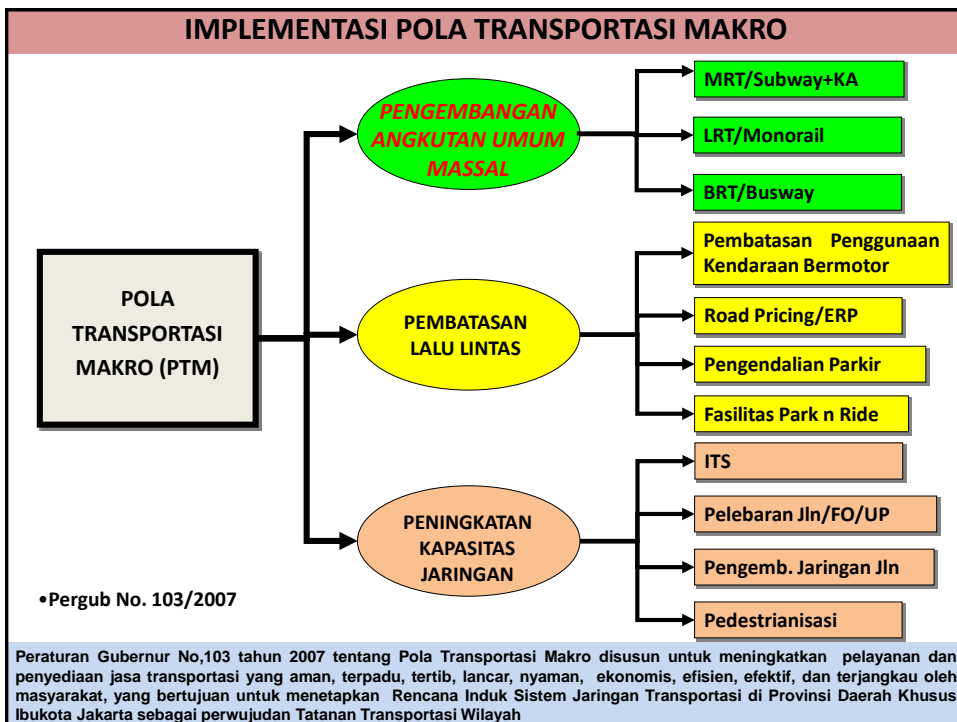 IMPLEMENTASI POLA TRANSPORTASI MAKRO
POLA
TRANSPORTASI
MAKRO (PTM)
PENGEMBANGAN
ANGKUTAN UMUM
MASSAL
MRT/Subway+KA
LRT/Monorail
BRT/Busway
PEMBATASAN
LALU LINTAS
Pembatasan Penggunaan
Kendaraan Bermotor
Road Pricing/ERP
Pengendalian Parkir
Fasilitas Park n Ride
PENINGKATAN
KAPASITAS
JARINGAN
ITS
Pelebaran Jln/FO/UP
Pengemb. Jaringan Jln
Pedestrianisasi
•Pergub No. 103/2007
Peraturan Gubernur No,103 tahun 2007 tentang Pola Transportasi Makro disusun untuk meningkatkan pelayanan dan
penyediaan jasa transportasi yang aman, terpadu, tertib, lancar, nyaman, ekonomis, efisien, efektif, dan terjangkau oleh
masyarakat, yang bertujuan untuk menetapkan Rencana Induk Sistem Jaringan Transportasi di Provinsi Daerah Khusus
Ibukota Jakarta sebagai perwujudan Tatanan Transportasi Wilayah